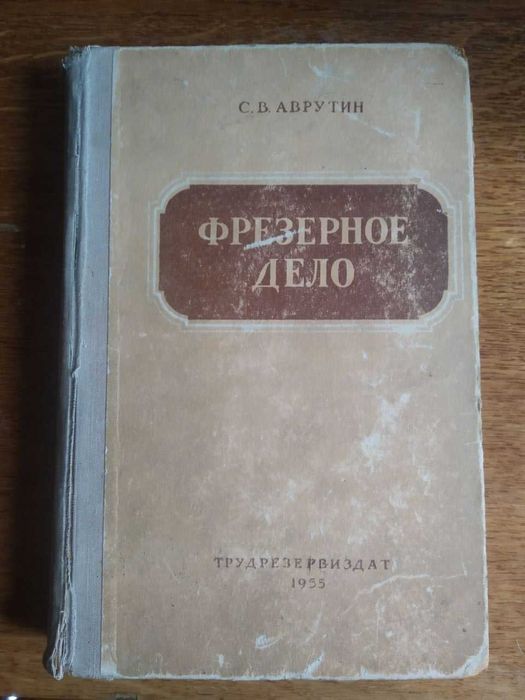 С. В. АВРУТИН
ФРЕЗЕРНОЕ
ДЕЛО
ТРУДРЕЗЕРВИЗДАТ
1955